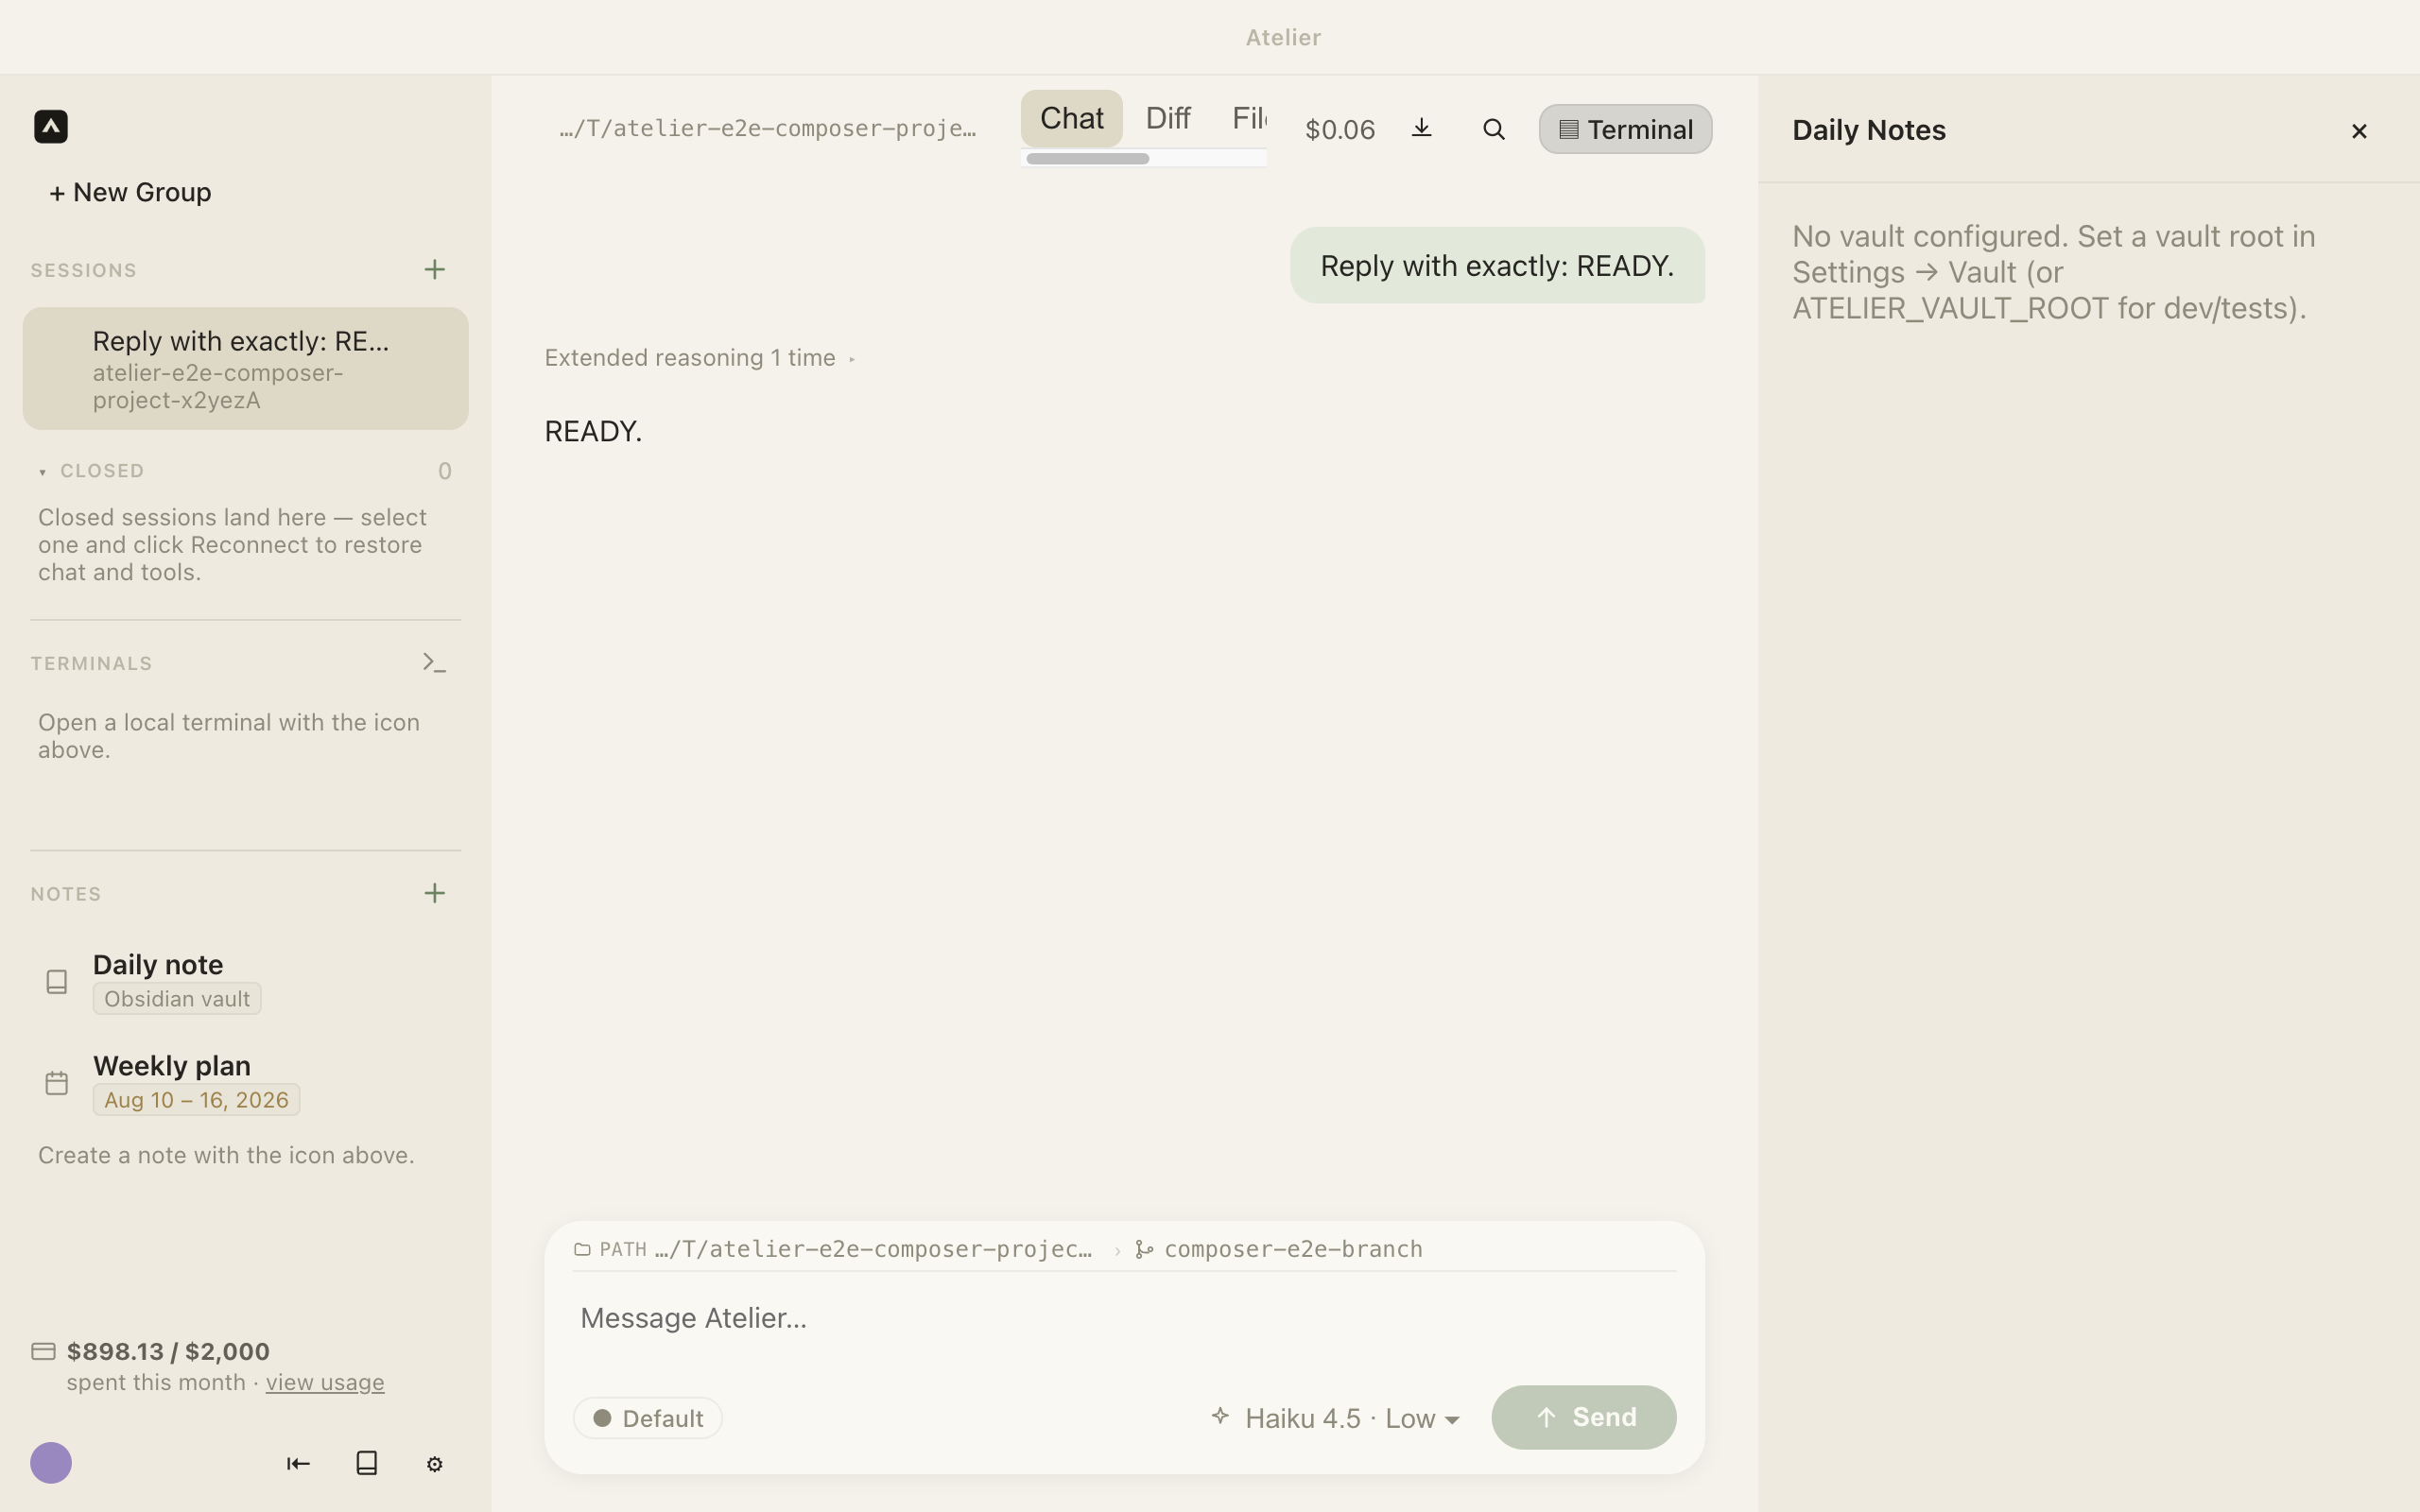 Atelier
+ New Group
SESSIONS
Reply with exactly: RE...
atelier-e2e-composer-
project-x2yezA
CLOSED 0
Closed sessions land here — select
one and click Reconnect to restore
chat and tools.
TERMINALS
Open a local terminal with the icon
above.
NOTES
Daily note
Obsidian vault
Weekly plan
Aug 10 – 16, 2026
Create a note with the icon above.
$898.13 / $2,000
spent this month · view usage
…/T/atelier-e2e-composer-proje… Chat Diff File $0.06 Terminal
Reply with exactly: READY.
Extended reasoning 1 time
READY.
PATH …/T/atelier-e2e-composer-projec… › composer-e2e-branch
Message Atelier...
Default Haiku 4.5 · Low Send
Daily Notes
No vault configured. Set a vault root in
Settings → Vault (or
ATELIER_VAULT_ROOT for dev/tests).